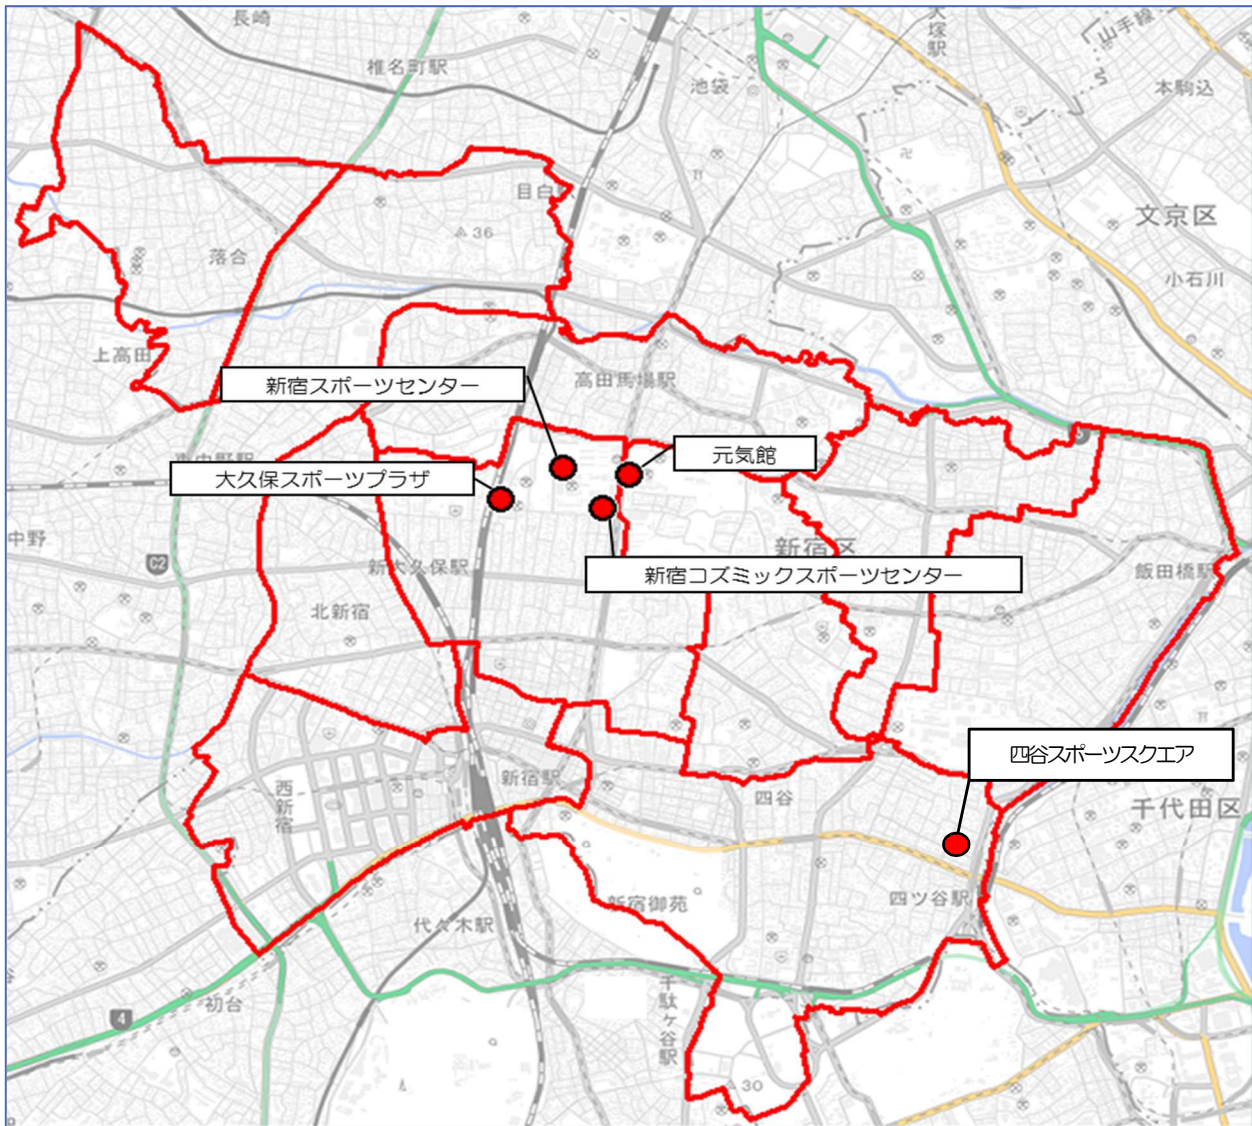 長崎
椎名町駅
池袋
大塚駅
山手線
本駒込
目白駅
文京区
36
落合
小石川
上高田
新宿スポーツセンター
高田馬場駅
元気館
東中野駅
大久保スポーツプラザ
5
中野
C2
新大久保駅
新宿区
飯田橋駅
新宿コズミックスポーツセンター
北新宿
四谷スポーツスクエア
新宿駅
西新宿
四谷
千代田区
四ツ谷駅
新宿御苑
代々木駅
初台
4
千駄ヶ谷駅
30